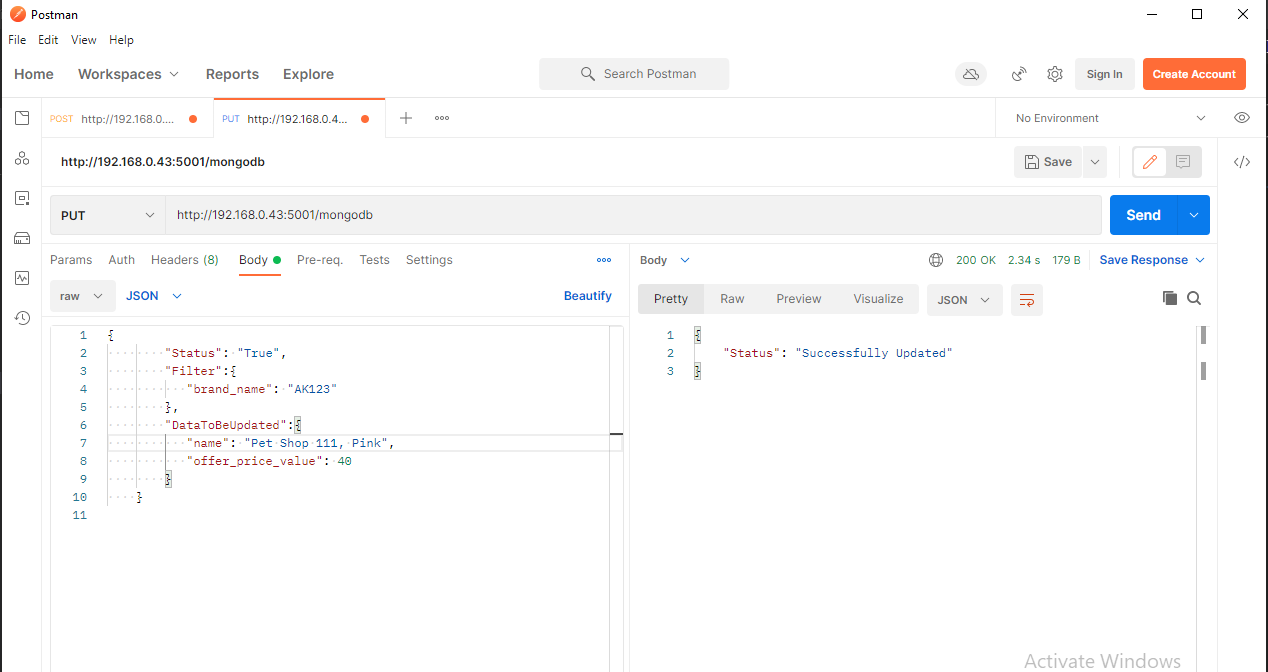 Postman
File Edit View Help
Home Workspaces Reports Explore Search Postman Sign In Create Account
POST http://192.168.0.... PUT http://192.168.0.4... No Environment
http://192.168.0.43:5001/mongodb Save
PUT http://192.168.0.43:5001/mongodb Send
Params Auth Headers (8) Body Pre-req. Tests Settings
raw JSON Beautify
1 {
2 "Status": "True",
3 "Filter":{
4 "brand_name": "AK123"
5 },
6 "DataToBeUpdated":{
7 "name": "Pet Shop 111, Pink",
8 "offer_price_value": 40
9 }
10 }
11
Body 200 OK 2.34 s 179 B Save Response
Pretty Raw Preview Visualize JSON
1 {
2 "Status": "Successfully Updated"
3 }
Activate Windows